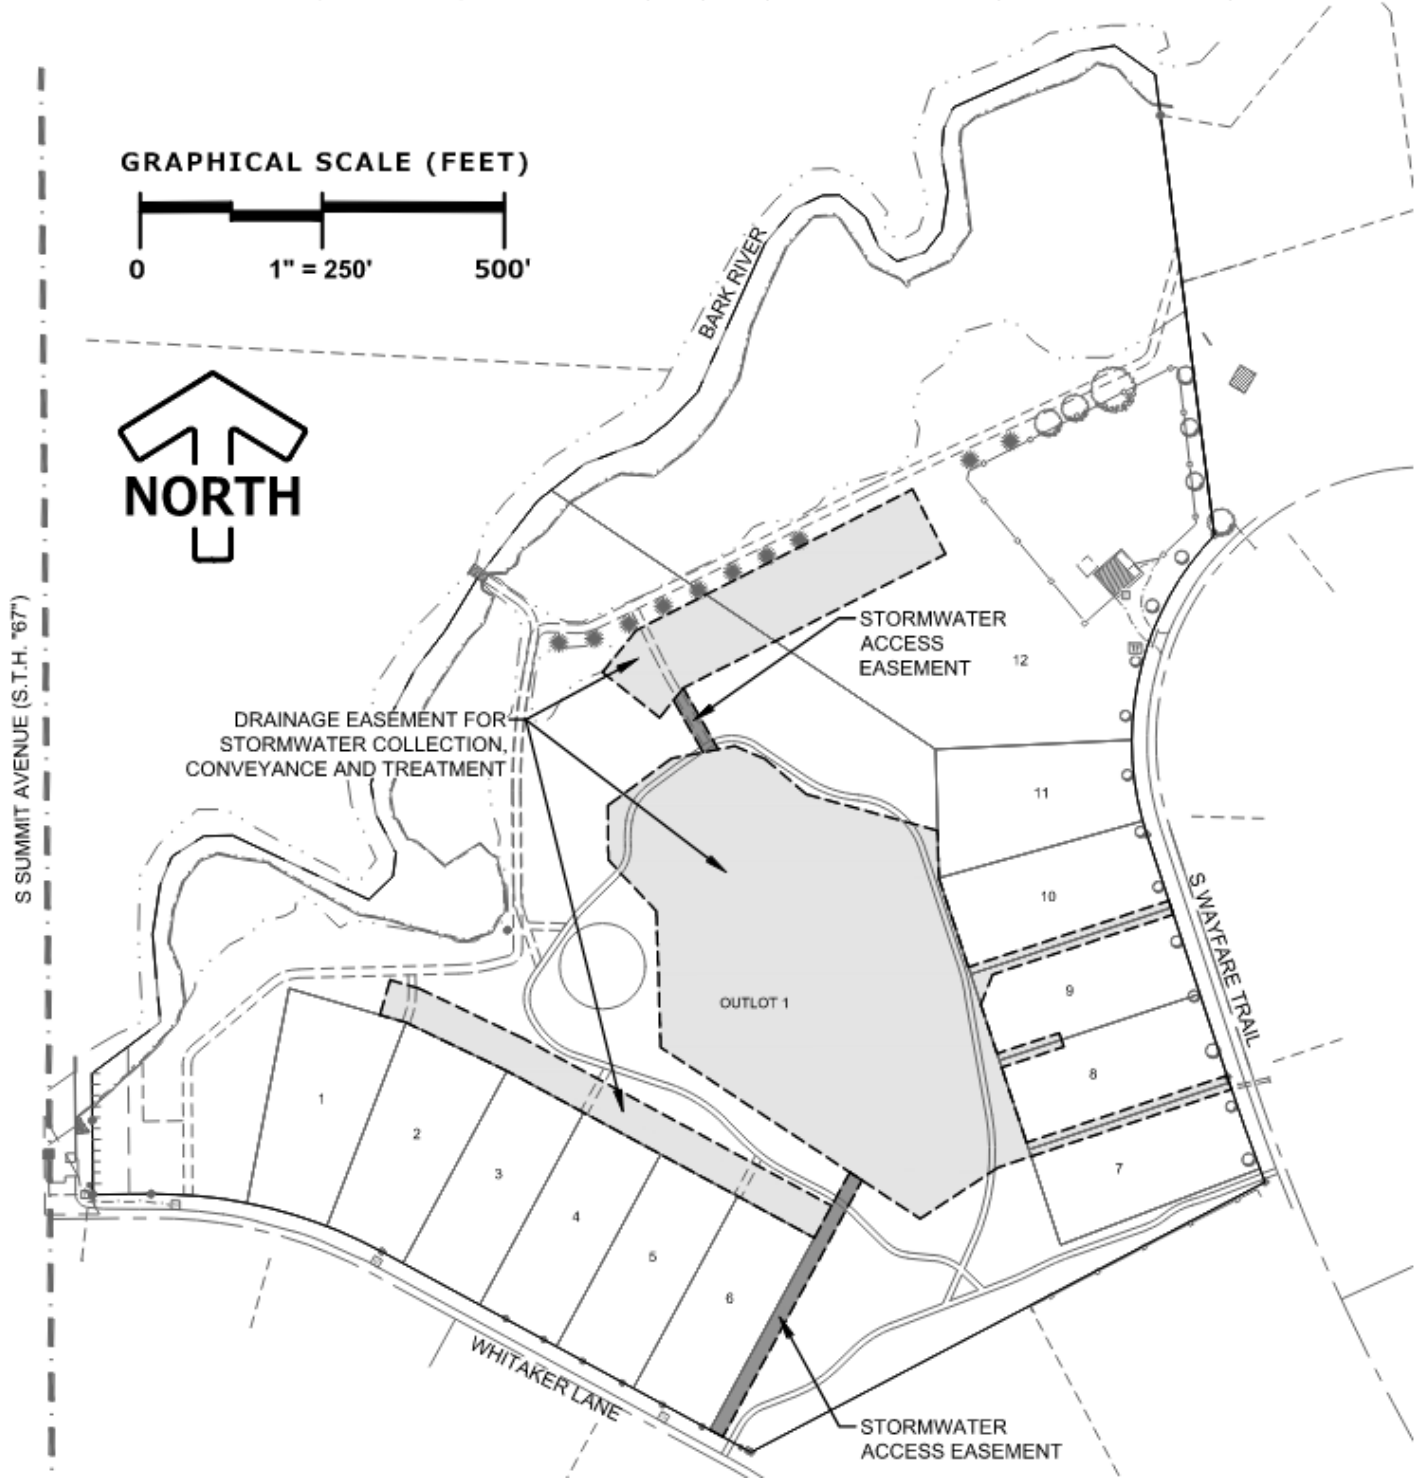 GRAPHICAL SCALE (FEET)
0
1" = 250'
500'
NORTH
BARK RIVER
S SUMMIT AVENUE (S.T.H. "67")
STORMWATER
ACCESS
EASEMENT
12
DRAINAGE EASEMENT FOR
STORMWATER COLLECTION,
CONVEYANCE AND TREATMENT
11
10
S WAYFARE TRAIL
9
OUTLOT 1
8
1
2
3
7
4
5
6
WHITAKER LANE
STORMWATER
ACCESS EASEMENT